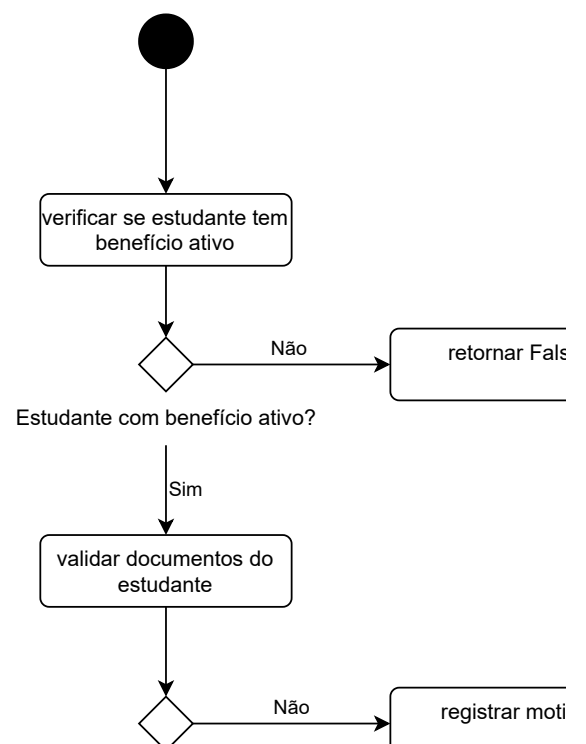 verificar se estudante tem
benefício ativo
Não
retornar Fals
Estudante com benefício ativo?
Sim
validar documentos do
estudante
Não
registrar moti